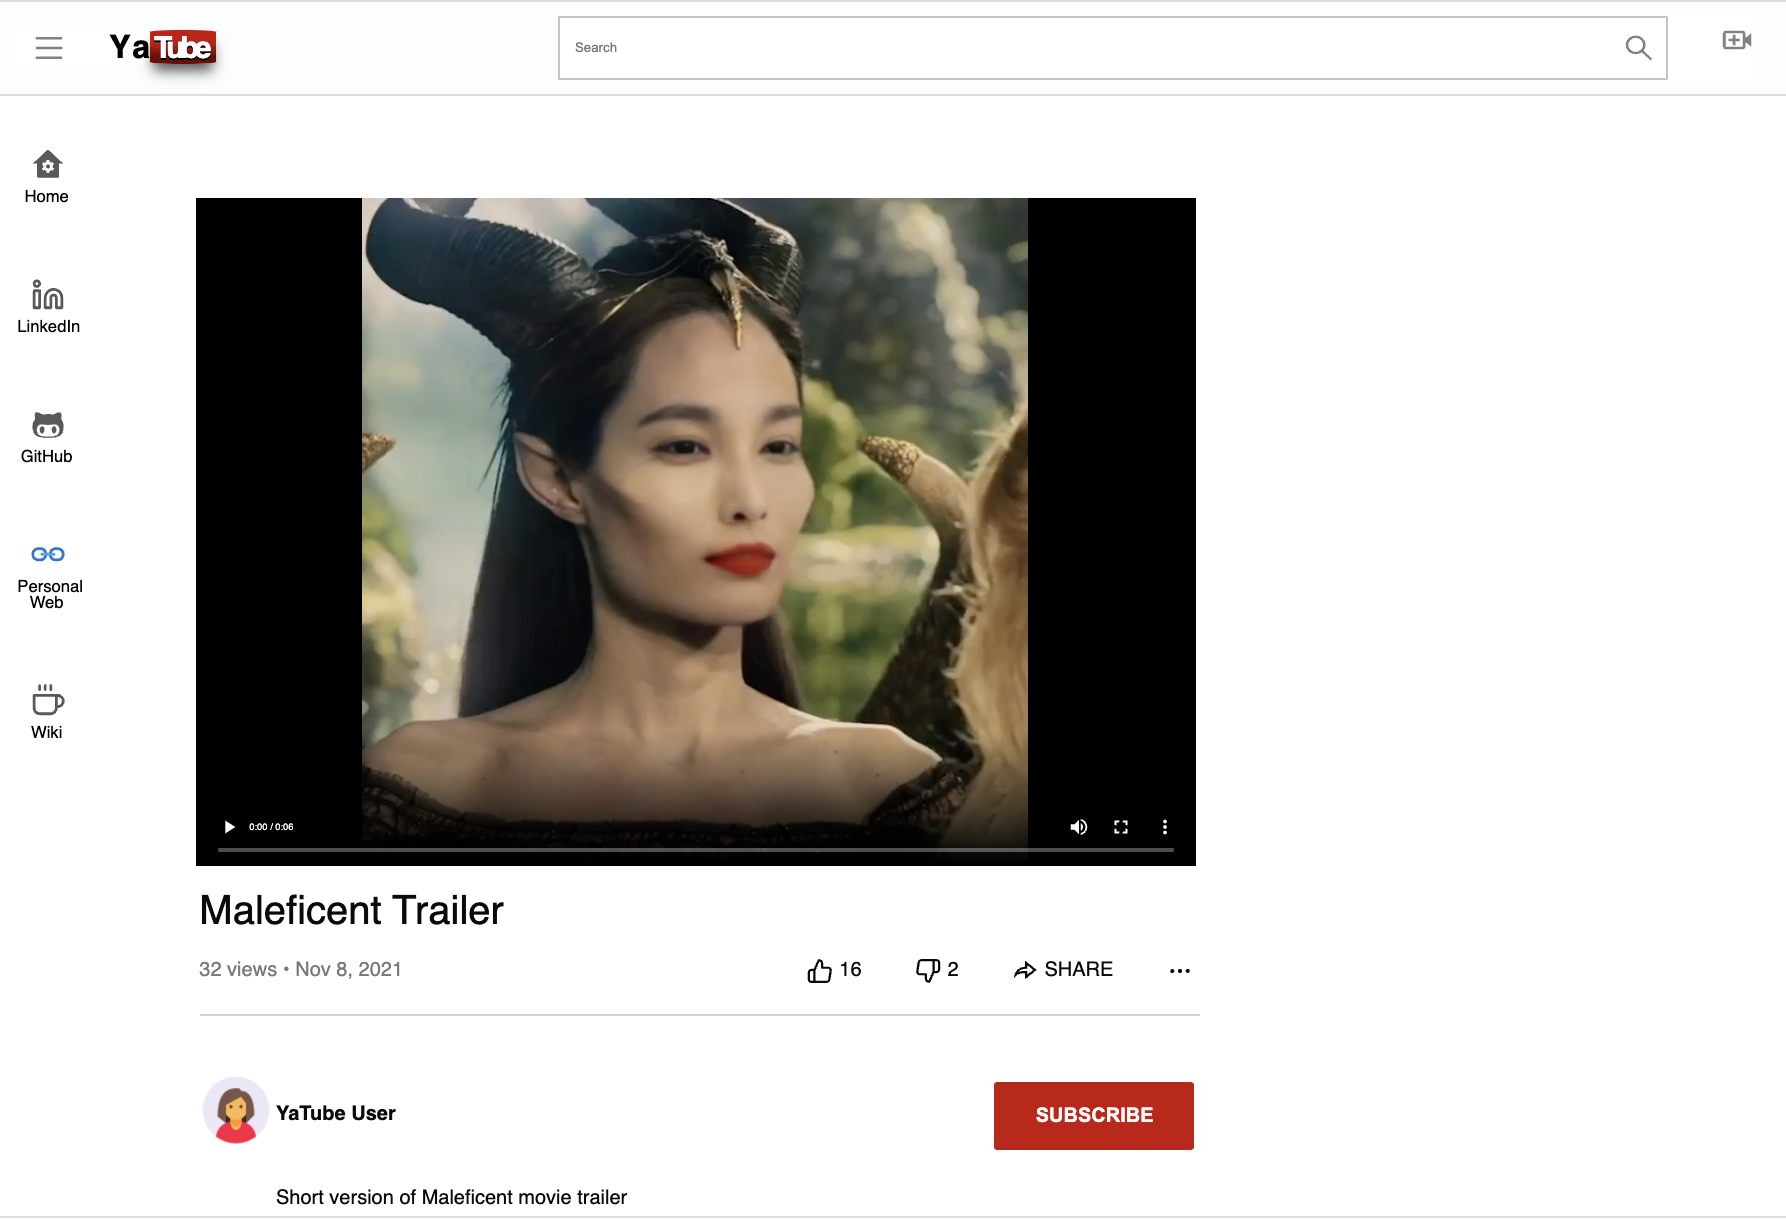 YaTube
Search
Home
LinkedIn
GitHub
Personal
Web
Wiki
0:00 / 0:06
Maleficent Trailer
32 views • Nov 8, 2021
16
2
SHARE
YaTube User
SUBSCRIBE
Short version of Maleficent movie trailer